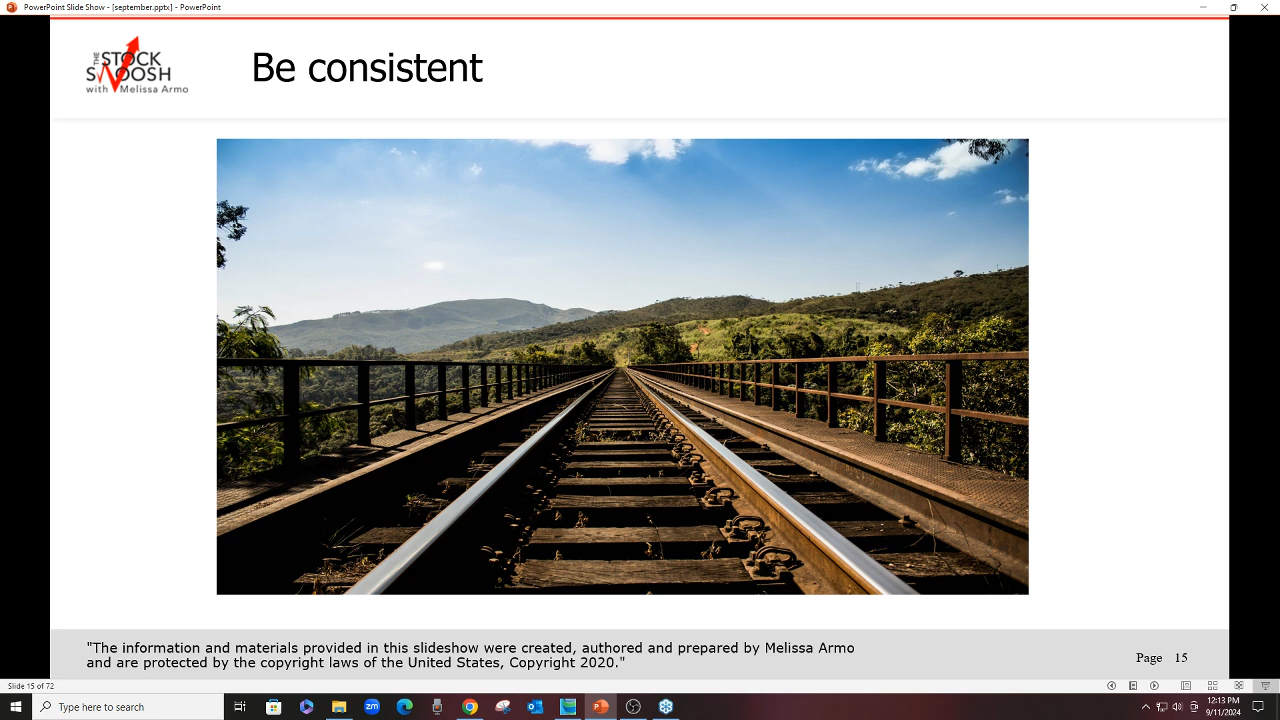 PowerPoint Slide Show - [september.pptx] - PowerPoint
THE
STOCK
SWOOSH
with Melissa Armo
Be consistent
"The information and materials provided in this slideshow were created, authored and prepared by Melissa Armo
and are protected by the copyright laws of the United States, Copyright 2020."
Page 15
Slide 15 of 72
Type here to search
zm
12:13 PM
9/11/2024